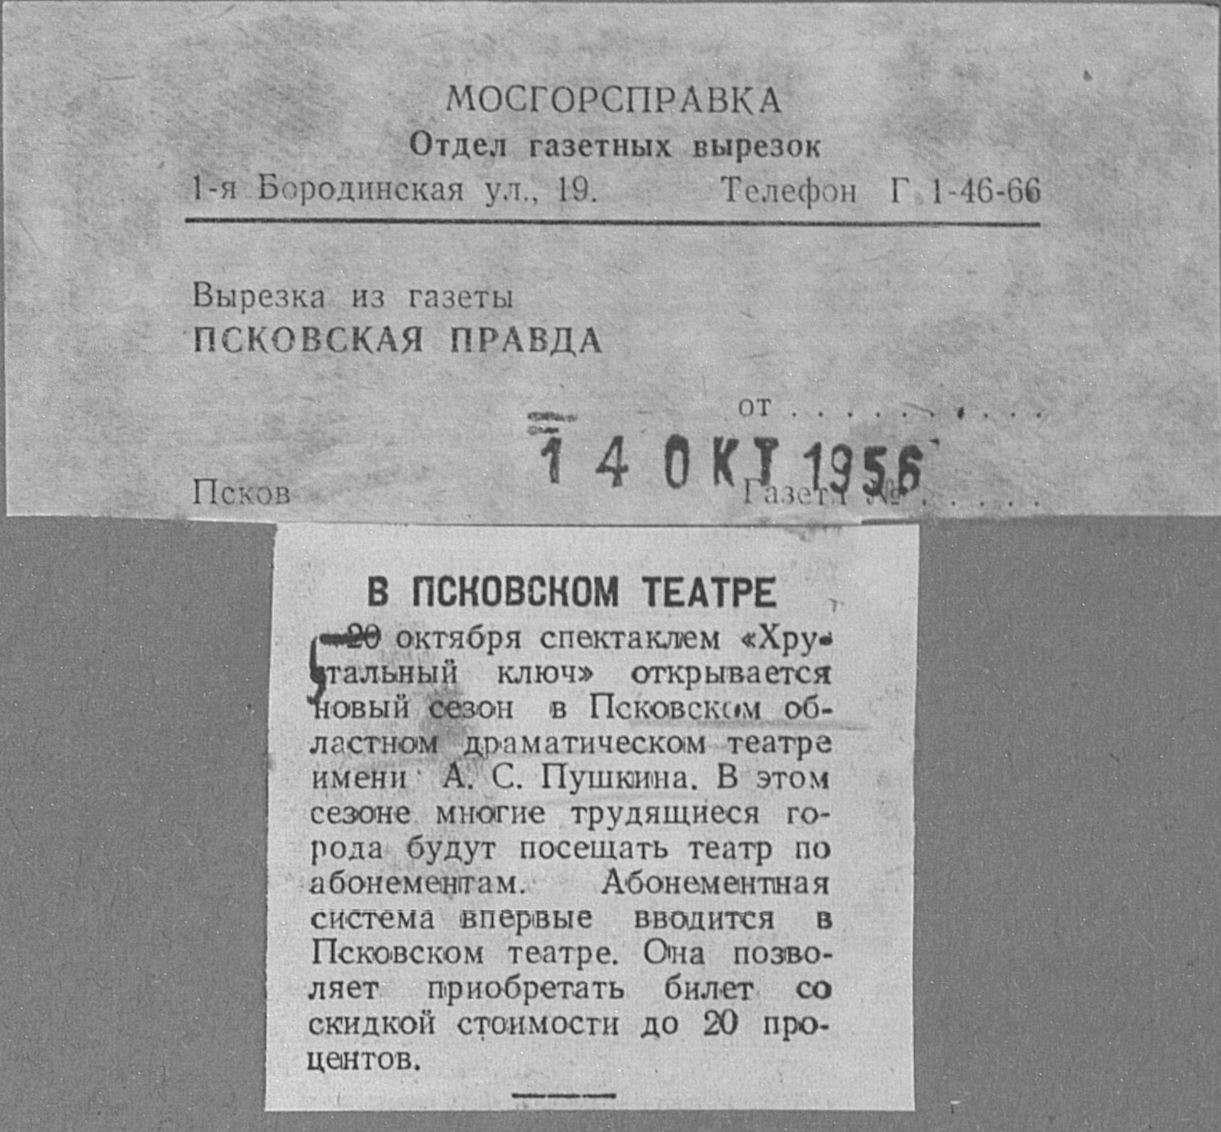 МОСГОРСПРАВКА
Отдел газетных вырезок
1-я Бородинская ул., 19. Телефон Г 1-46-66
Вырезка из газеты
ПСКОВСКАЯ ПРАВДА
от . . . . . . . . . .
14 ОКТ 1956
Псков Газета № . . . . .
В ПСКОВСКОМ ТЕАТРЕ
20 октября спектаклем «Хру-
стальный ключ» открывается
новый сезон в Псковском об-
ластном драматическом театре
имени А. С. Пушкина. В этом
сезоне многие трудящиеся го-
рода будут посещать театр по
абонементам. Абонементная
система впервые вводится в
Псковском театре. Она позво-
ляет приобретать билет со
скидкой стоимости до 20 про-
центов.